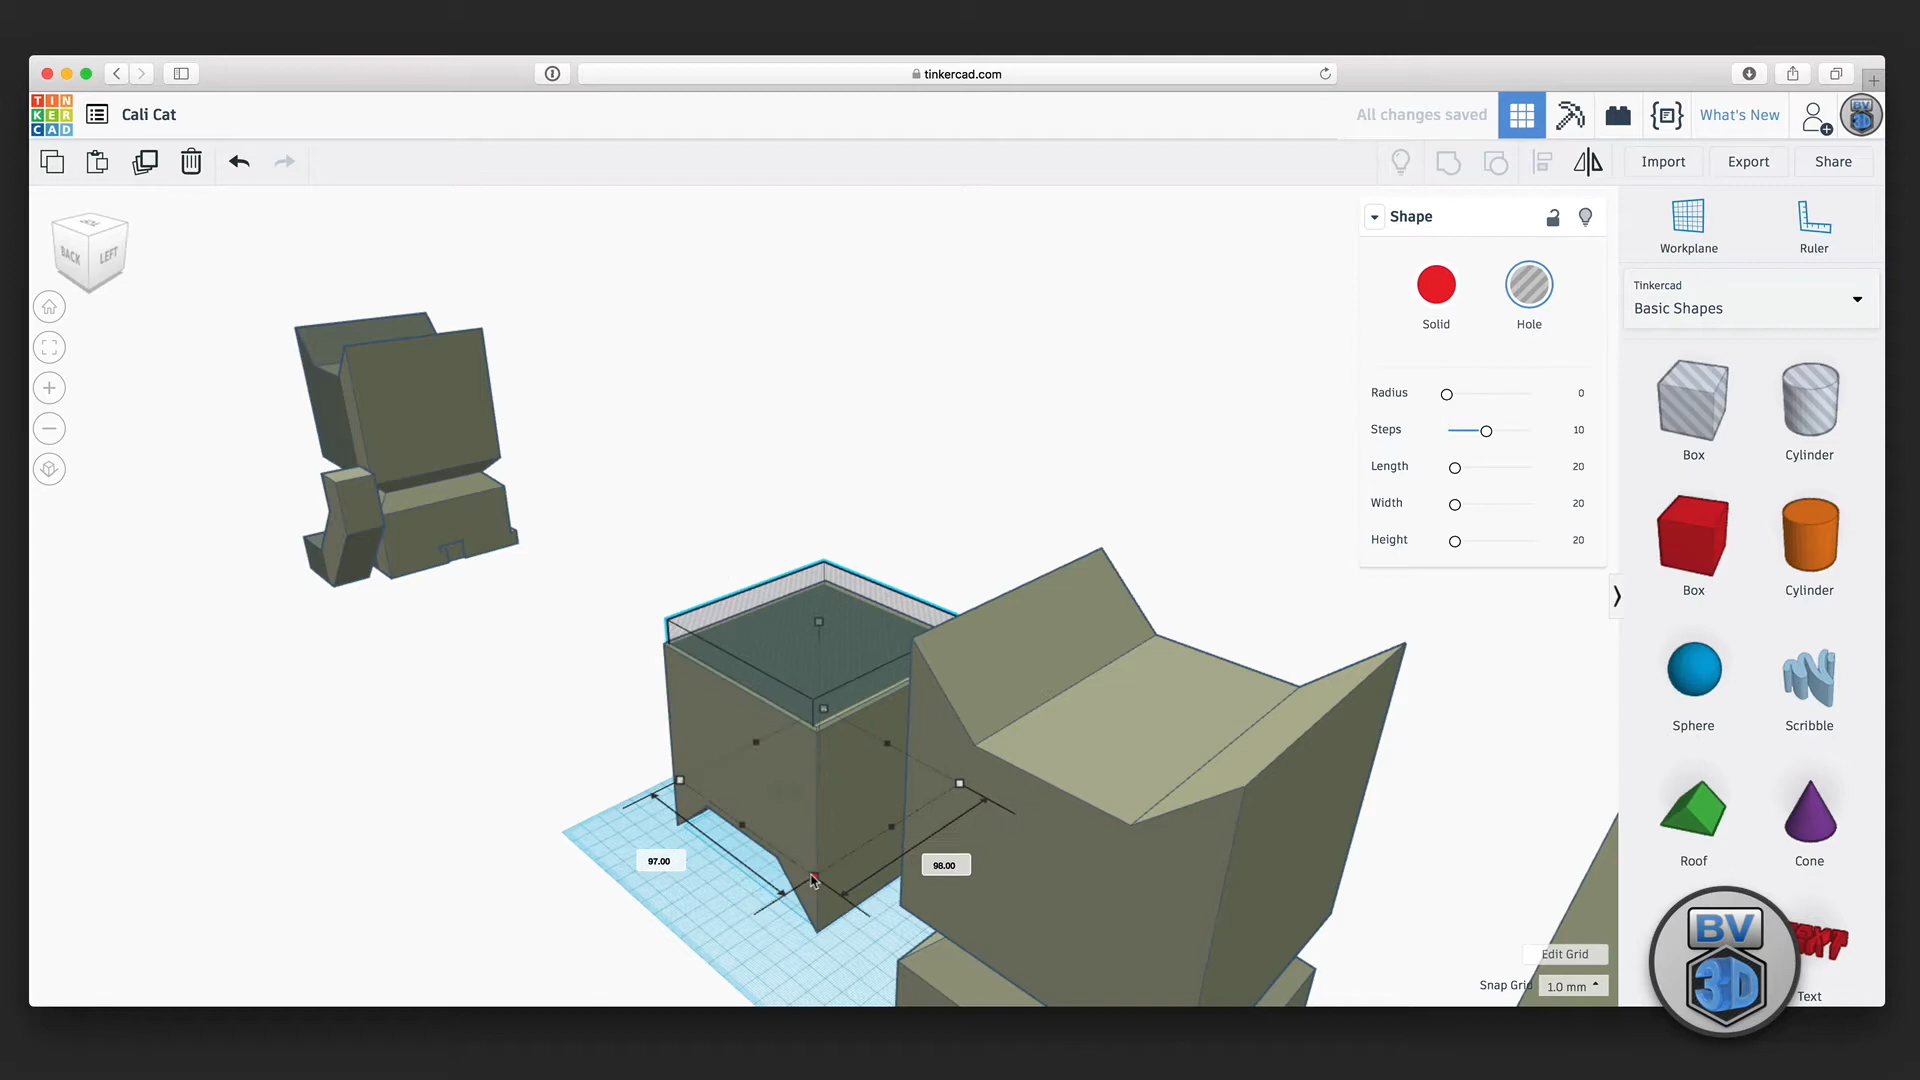 tinkercad.com
TIN
KER
CAD
Cali Cat
All changes saved
What's New
BV
3D
Import
Export
Share
BACK
LEFT
Shape
Solid
Hole
Radius
0
Steps
10
Length
20
Width
20
Height
20
Workplane
Ruler
Tinkercad
Basic Shapes
Box
Cylinder
Box
Cylinder
Sphere
Scribble
Roof
Cone
97.00
98.00
Edit Grid
Snap Grid
1.0 mm
BV
3D
TEXT
Text